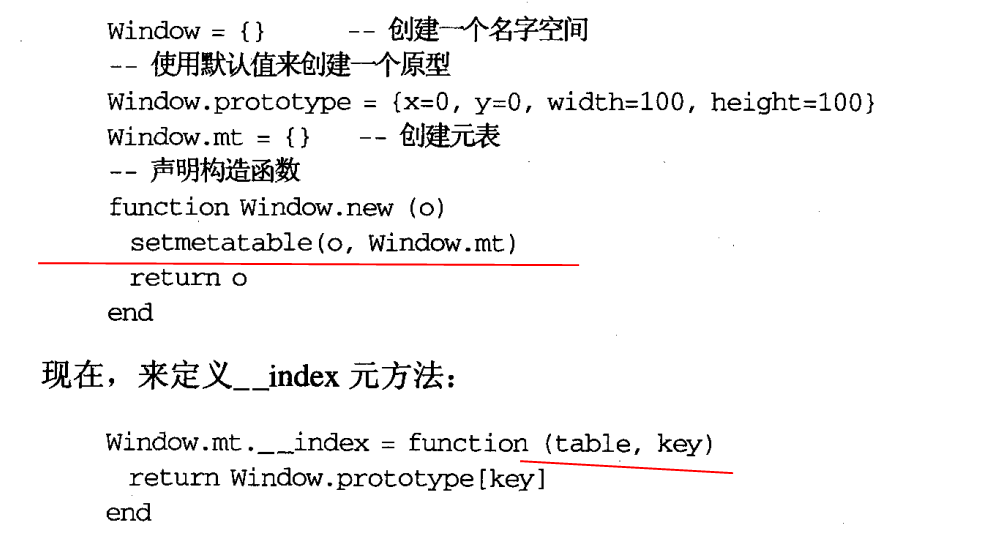 Window = {}      -- 创建一个名字空间
-- 使用默认值来创建一个原型
Window.prototype = {x=0, y=0, width=100, height=100}
Window.mt = {}   -- 创建元表
-- 声明构造函数
function Window.new (o)
  setmetatable(o, Window.mt)
  return o
end
现在，来定义__index 元方法：
Window.mt.__index = function (table, key)
  return Window.prototype[key]
end